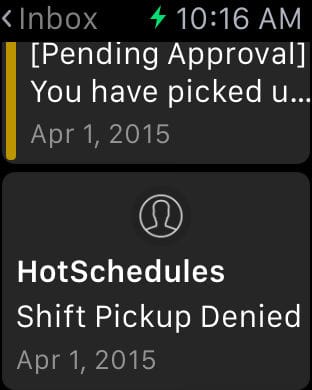 <Inbox 10:16 AM
[Pending Approval]
You have picked u...
Apr 1, 2015
HotSchedules
Shift Pickup Denied
Apr 1, 2015